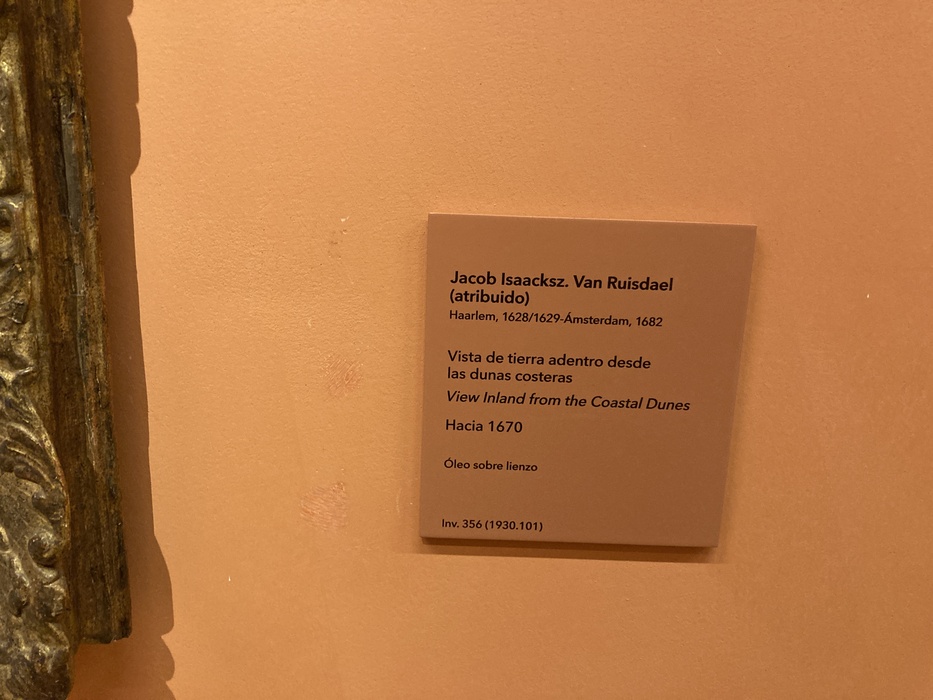 Jacob Isaacksz. Van Ruisdael
(atribuido)
Haarlem, 1628/1629-Ámsterdam, 1682
Vista de tierra adentro desde
las dunas costeras
View Inland from the Coastal Dunes
Hacia 1670
Óleo sobre lienzo
Inv. 356 (1930.101)